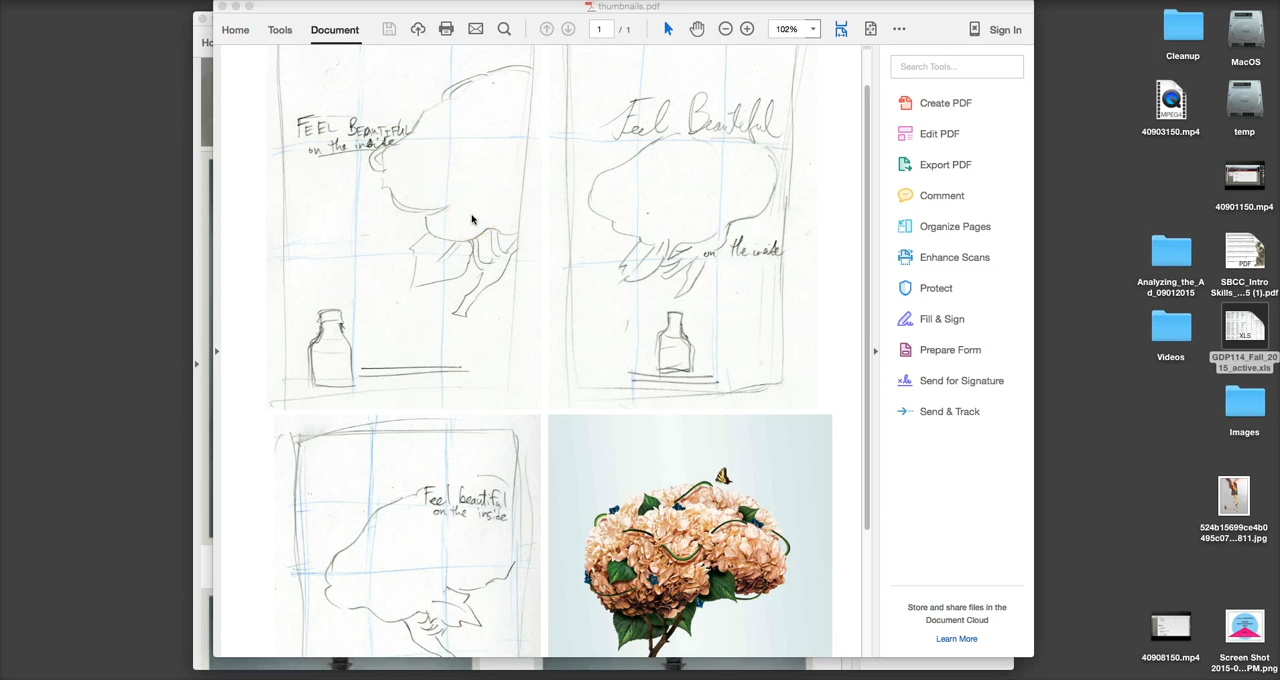 thumbnails.pdf
Home
Tools
Document
1
/ 1
102%
•••
Sign In
Ho
FEEL BEAUTIFUL
on the inside
Feel Beautiful
on the inside
Feel beautiful
on the inside
Search Tools...
Create PDF
Edit PDF
Export PDF
Comment
Organize Pages
Enhance Scans
Protect
Fill & Sign
Prepare Form
Send for Signature
Send & Track
Store and share files in the
Document Cloud
Learn More
Cleanup
MacOS
MPEG4
40903150.mp4
temp
40901150.mp4
Analyzing_the_A
d_09012015
PDF
SBCC_Intro
Skills_...5 (1).pdf
Videos
XLS
GDP114_Fall_20
15_active.xls
Images
524b15699ce4b0
495c07...811.jpg
40908150.mp4
Screen Shot
2015-0...PM.png